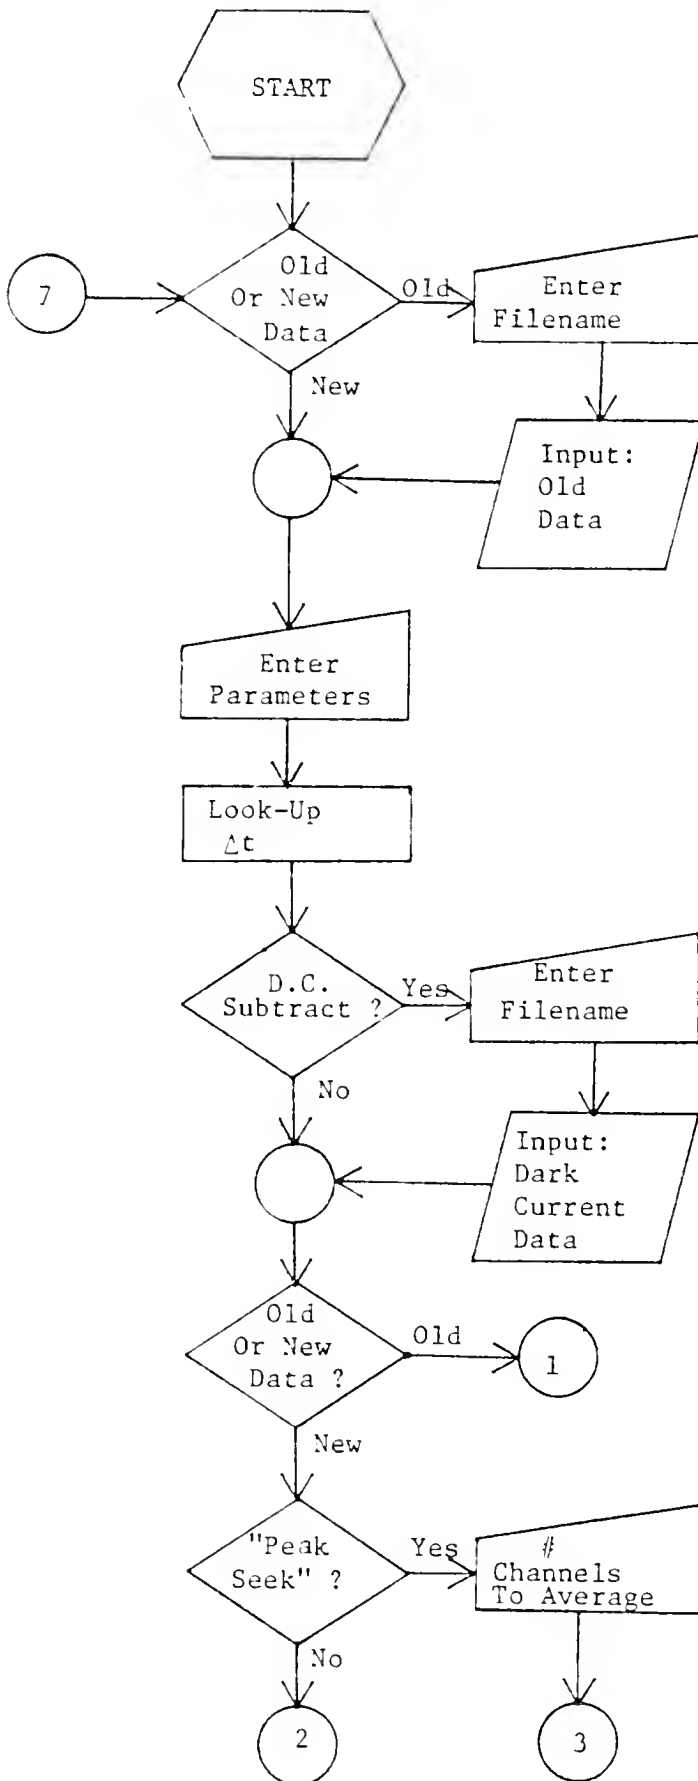 START
7
Old
Or New
Data
Old
Enter
Filename
New
Input:
Old
Data
Enter
Parameters
Look-Up
Δt
D.C.
Subtract ?
Yes
Enter
Filename
No
Input:
Dark
Current
Data
Old
Or New
Data ?
Old
1
New
"Peak
Seek" ?
Yes
#
Channels
To Average
No
2
3